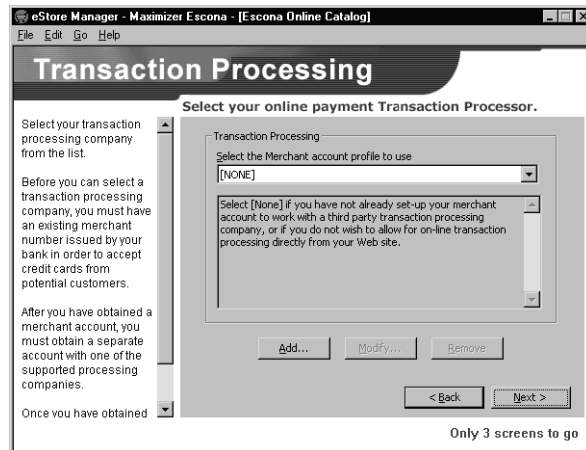 eStore Manager - Maximizer Escona - [Escona Online Catalog]
File Edit Go Help
Transaction Processing
Select your online payment Transaction Processor.
Select your transaction
processing company
from the list.
Before you can select a
transaction processing
company, you must have
an existing merchant
number issued by your
bank in order to accept
credit cards from
potential customers.
After you have obtained a
merchant account, you
must obtain a separate
account with one of the
supported processing
companies.
Once you have obtained
Transaction Processing
Select the Merchant account profile to use
[NONE]
Select [None] if you have not already set-up your merchant
account to work with a third party transaction processing
company, or if you do not wish to allow for on-line transaction
processing directly from your Web site.
Add... Modify... Remove
< Back Next >
Only 3 screens to go